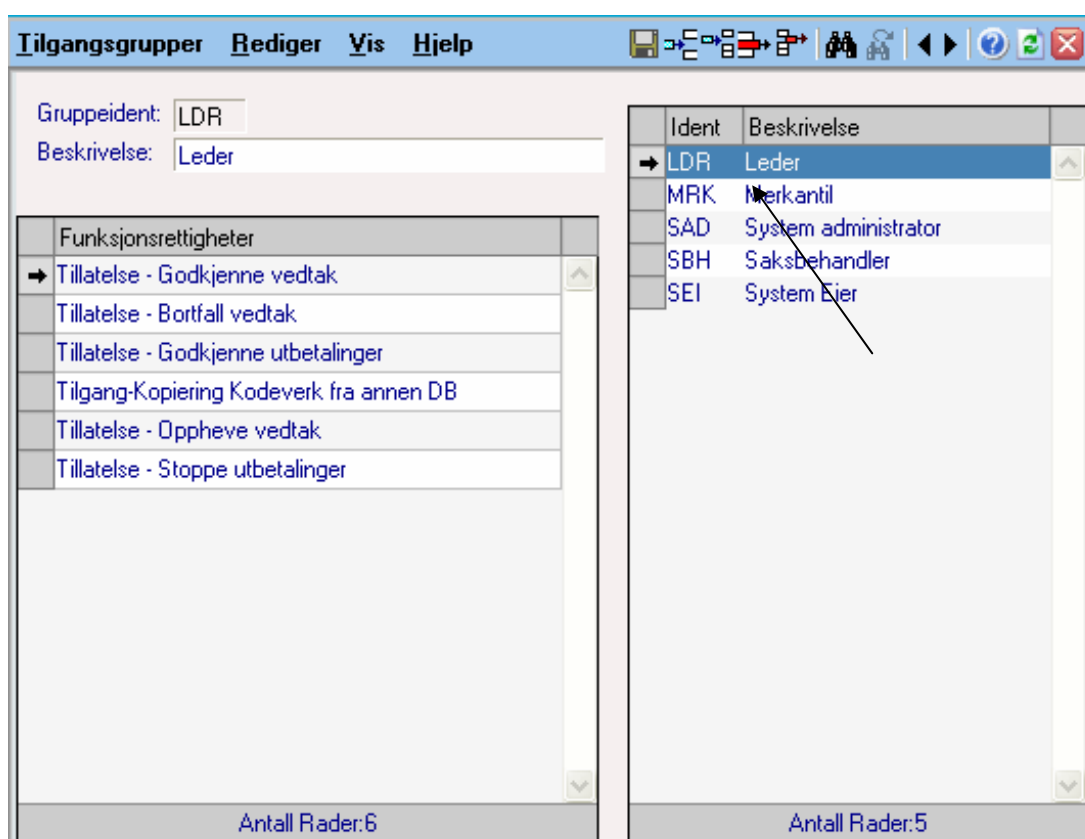 Tilgangsgrupper Rediger Vis Hjelp
Gruppeident: LDR
Beskrivelse: Leder
Funksjonsrettigheter
Tillatelse - Godkjenne vedtak
Tillatelse - Bortfall vedtak
Tillatelse - Godkjenne utbetalinger
Tilgang-Kopiering Kodeverk fra annen DB
Tillatelse - Oppheve vedtak
Tillatelse - Stoppe utbetalinger
Antall Rader:6
Ident Beskrivelse
LDR Leder
MRK Merkantil
SAD System administrator
SBH Saksbehandler
SEI System Eier
Antall Rader:5